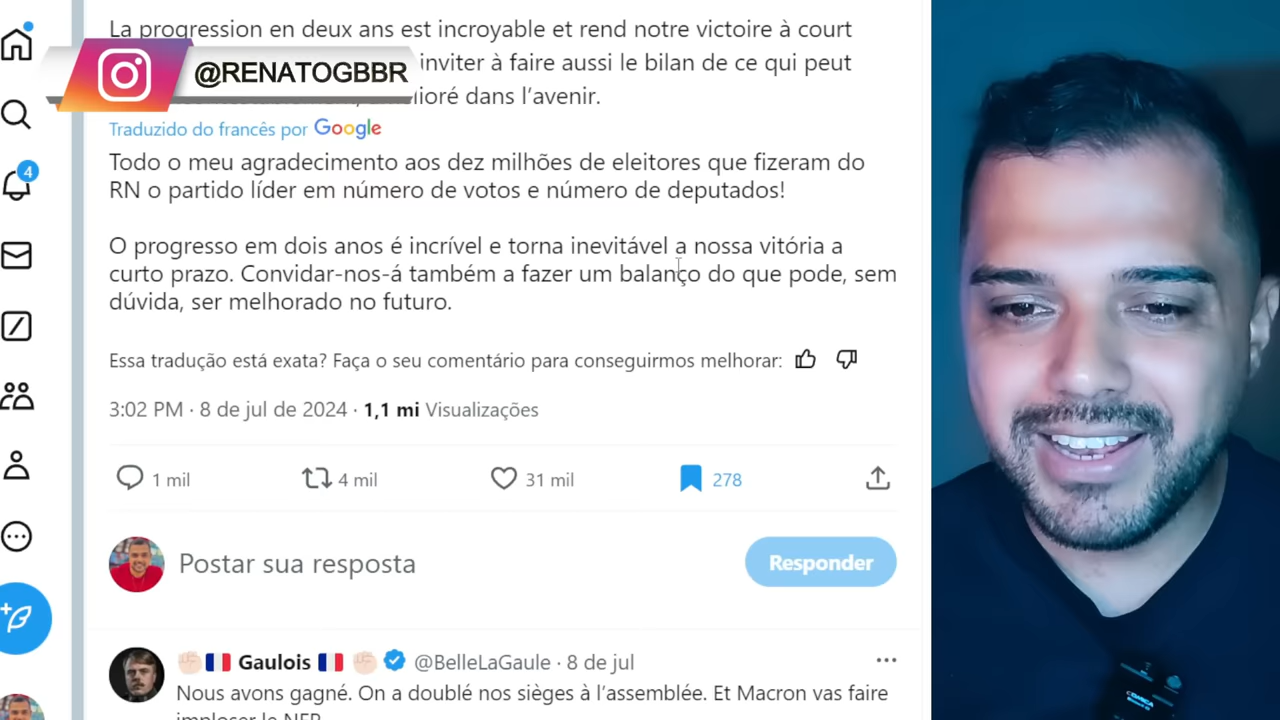 La progression en deux ans est incroyable et rend notre victoire à court
@RENATOGBBR
inviter à faire aussi le bilan de ce qui peut
dans l'avenir.
Traduzido do francês por Google
Todo o meu agradecimento aos dez milhões de eleitores que fizeram do
RN o partido líder em número de votos e número de deputados!
O progresso em dois anos é incrível e torna inevitável a nossa vitória a
curto prazo. Convidar-nos-á também a fazer um balanço do que pode, sem
dúvida, ser melhorado no futuro.
Essa tradução está exata? Faça o seu comentário para conseguirmos melhorar:
3:02 PM · 8 de jul de 2024 · 1,1 mi Visualizações
1 mil 4 mil 31 mil 278
Postar sua resposta Responder
Gaulois @BelleLaGaule · 8 de jul
Nous avons gagné. On a doublé nos sièges à l'assemblée. Et Macron vas faire
imploser le NFP
4